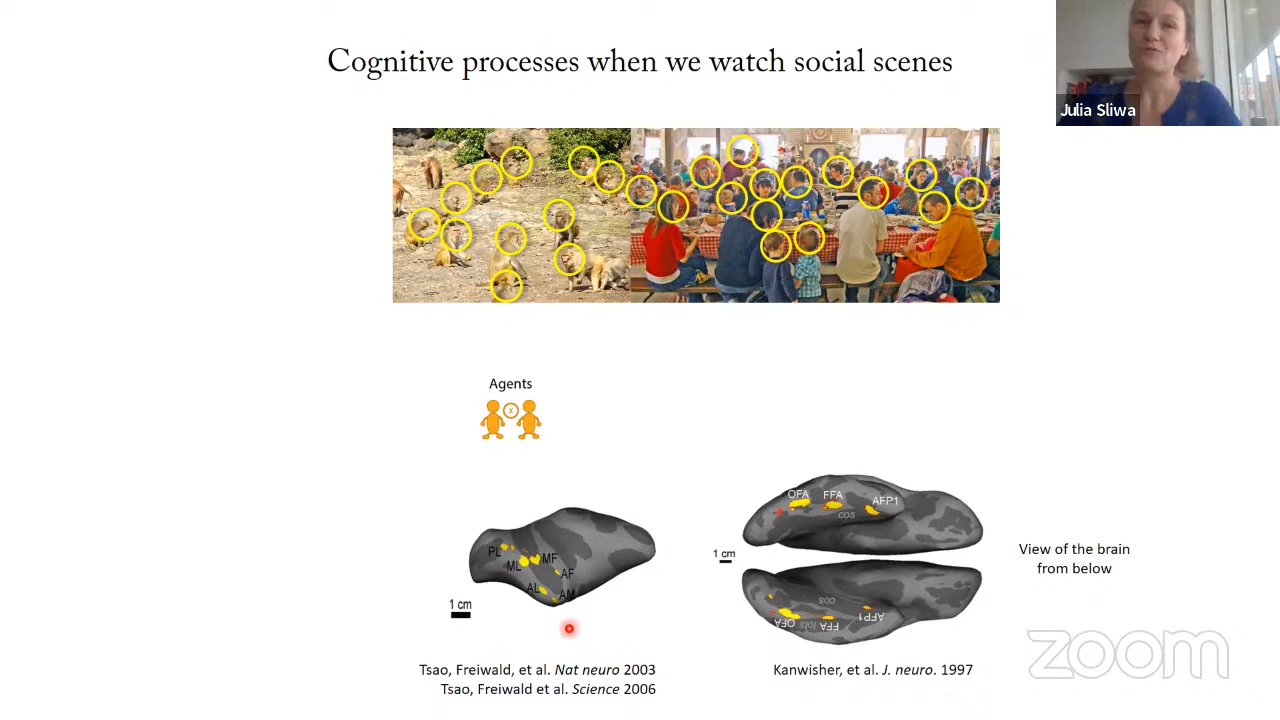 Cognitive processes when we watch social scenes
Julia Sliwa
Agents
x
PL
ML
MF
AF
AL
AM
1 cm
OFA
FFA
AFP1
cos
1 cm
cos
OFA
lots
FFA
AFP1
View of the brain
from below
zoom
Tsao, Freiwald, et al. Nat neuro 2003
Tsao, Freiwald et al. Science 2006
Kanwisher, et al. J. neuro. 1997